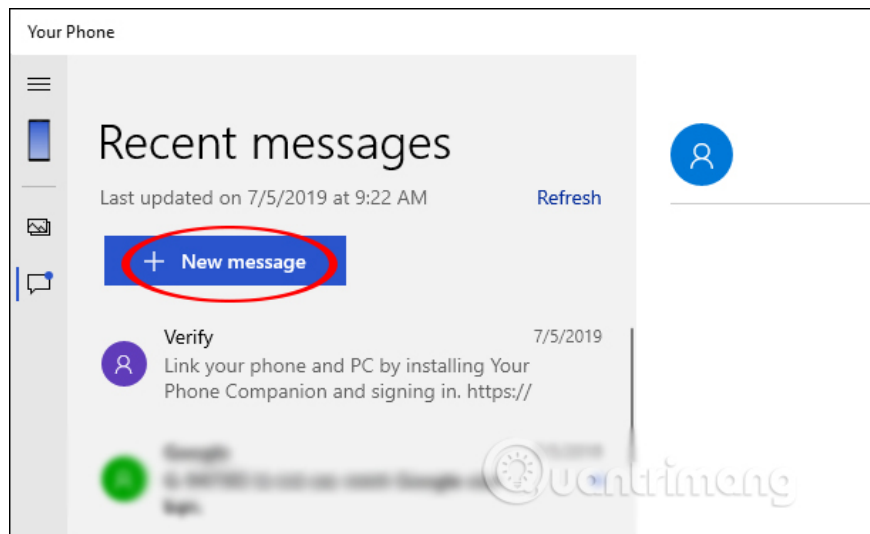 Your Phone
Recent messages
Last updated on 7/5/2019 at 9:22 AM Refresh
New message
Verify 7/5/2019
Link your phone and PC by installing Your
Phone Companion and signing in. https://
Google
Quantrimang